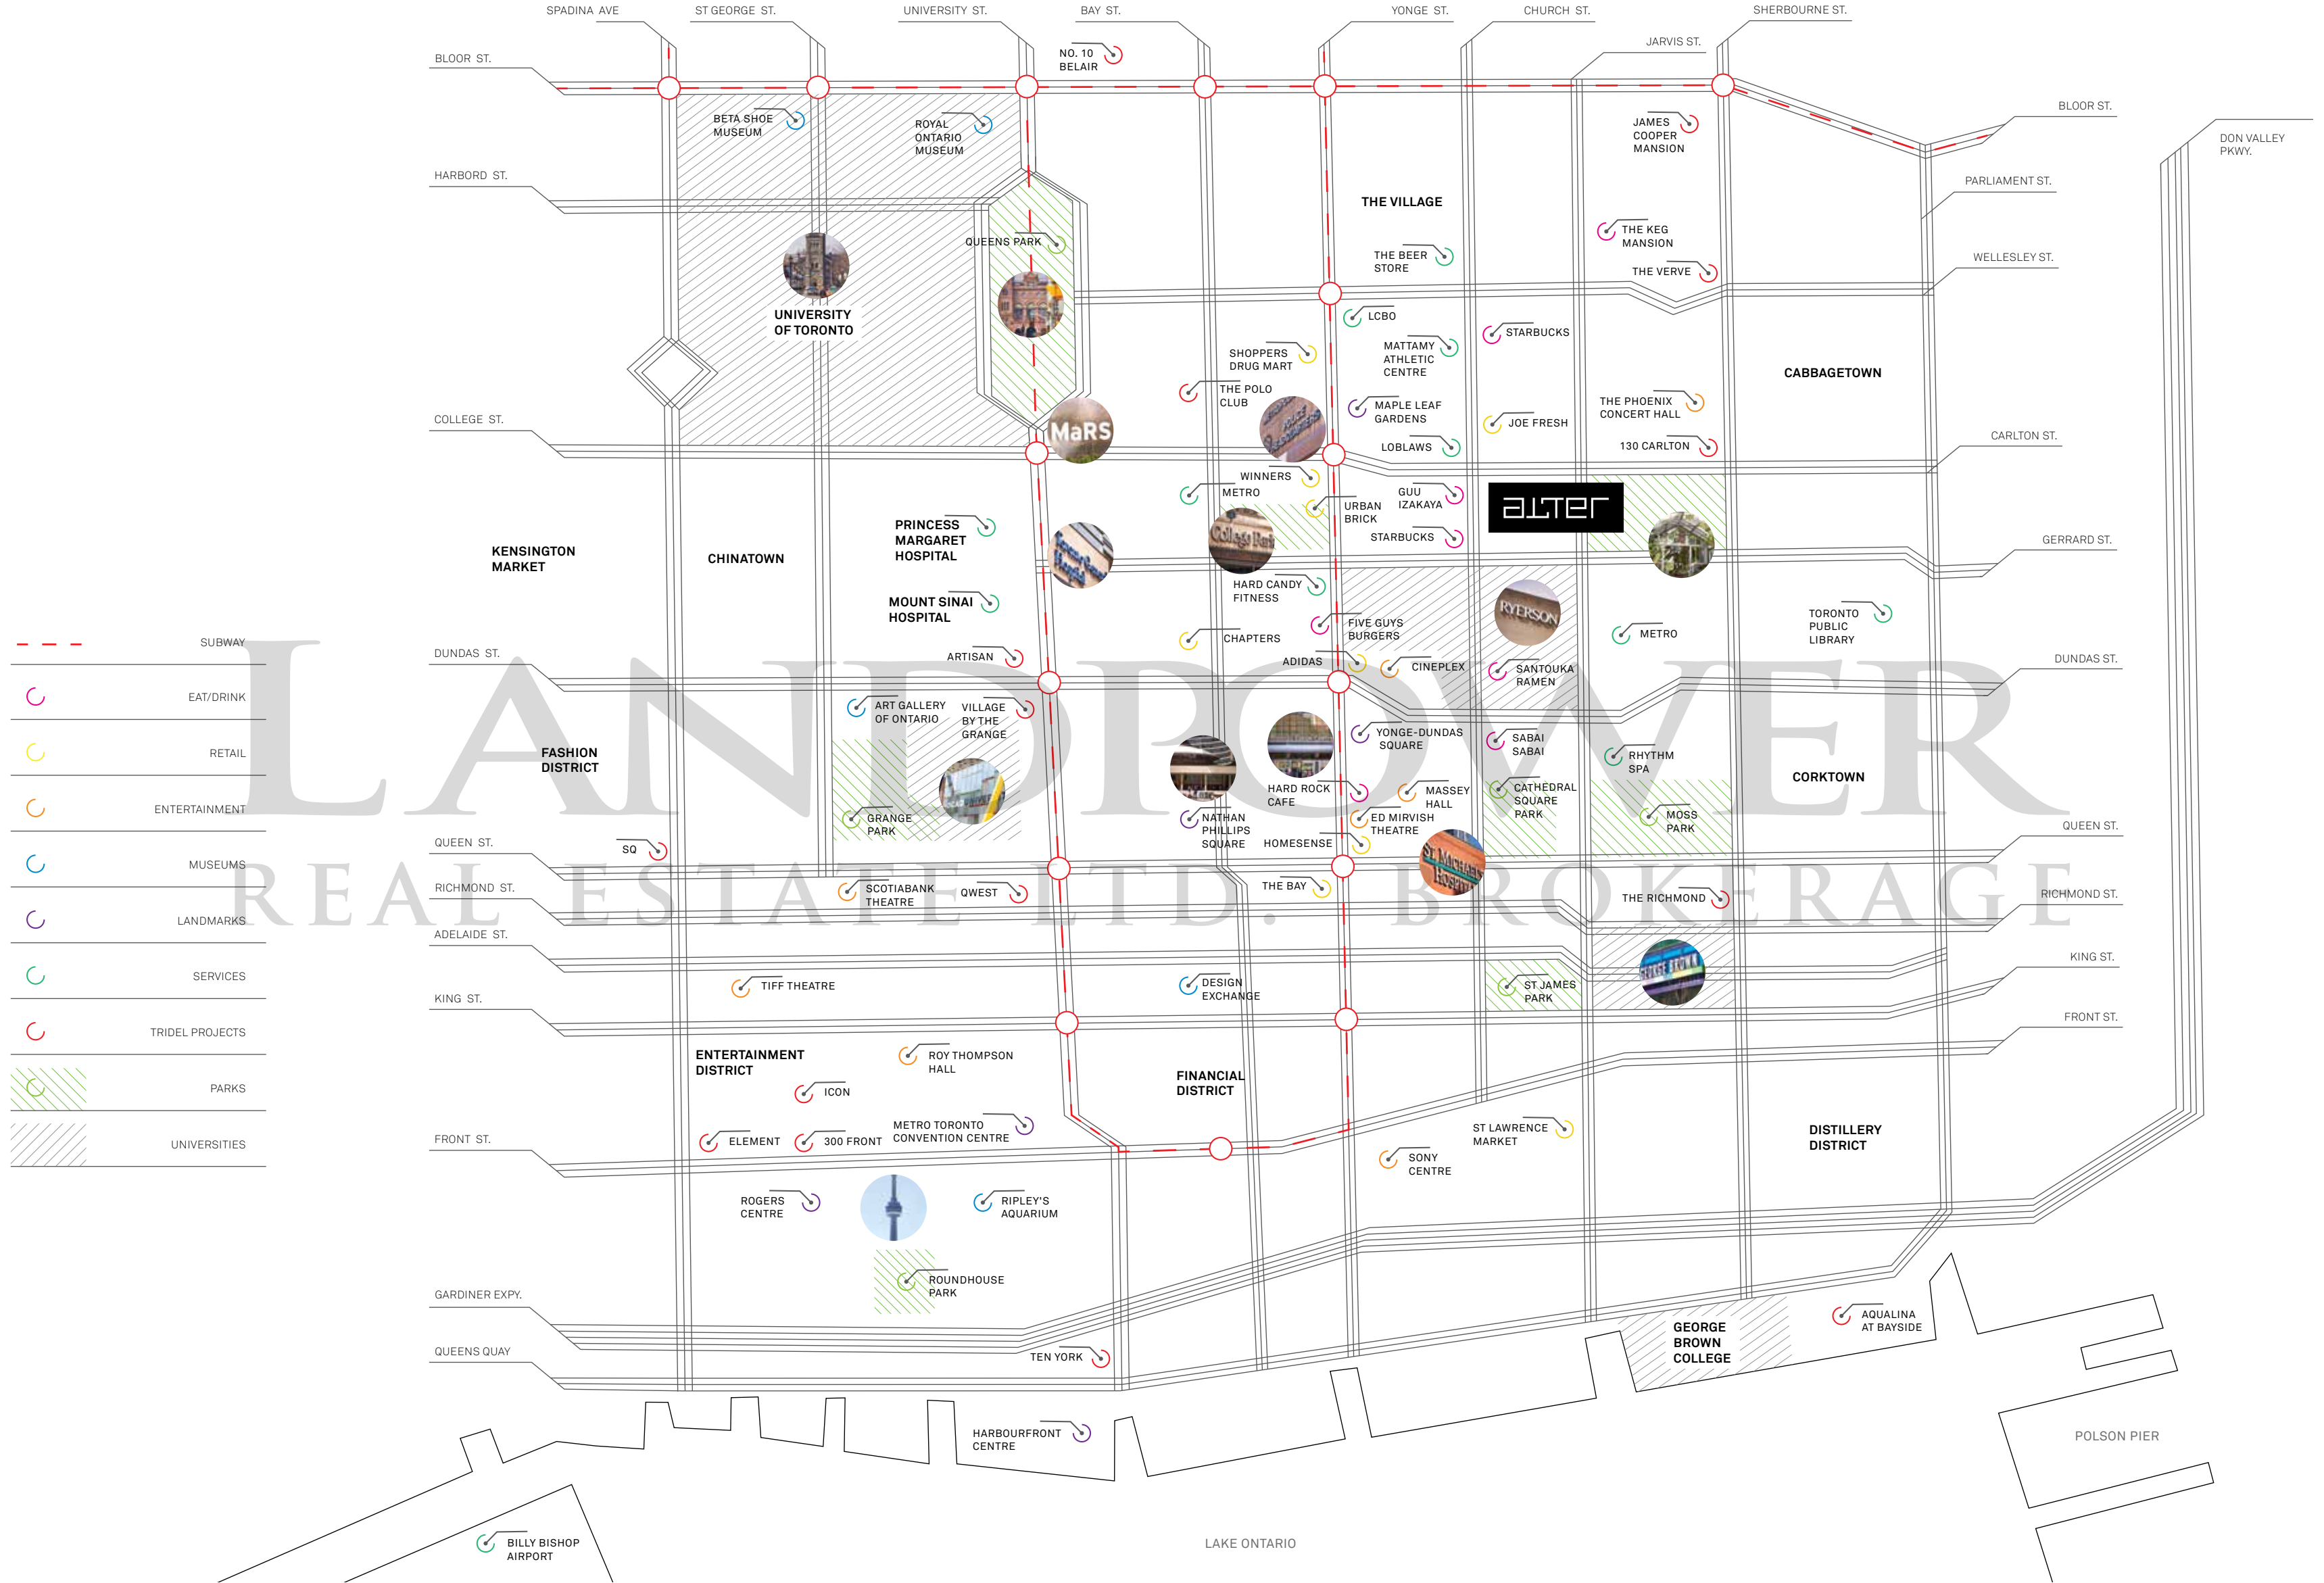 SPADINA AVE
ST GEORGE ST.
UNIVERSITY ST.
BAY ST.
YONGE ST.
CHURCH ST.
SHERBOURNE ST.
JARVIS ST.
BLOOR ST.
NO. 10
BELAIR
BLOOR ST.
DON VALLEY
PKWY.
BETA SHOE
MUSEUM
ROYAL
ONTARIO
MUSEUM
JAMES
COOPER
MANSION
HARBORD ST.
PARLIAMENT ST.
THE VILLAGE
QUEENS PARK
THE KEG
MANSION
THE BEER
STORE
THE VERVE
WELLESLEY ST.
UNIVERSITY
OF TORONTO
LCBO
STARBUCKS
SHOPPERS
DRUG MART
MATTAMY
ATHLETIC
CENTRE
CABBAGETOWN
THE POLO
CLUB
MAPLE LEAF
GARDENS
JOE FRESH
THE PHOENIX
CONCERT HALL
COLLEGE ST.
MaRS
LOBLAWS
130 CARLTON
CARLTON ST.
WINNERS
METRO
URBAN
BRICK
GUU
IZAKAYA
alter
STARBUCKS
PRINCESS
MARGARET
HOSPITAL
College Park
GERRARD ST.
KENSINGTON
MARKET
CHINATOWN
HARD CANDY
FITNESS
MOUNT SINAI
HOSPITAL
RYERSON
TORONTO
PUBLIC
LIBRARY
FIVE GUYS
BURGERS
METRO
CHAPTERS
SUBWAY
DUNDAS ST.
ARTISAN
ADIDAS
CINEPLEX
SANTOUKA
RAMEN
DUNDAS ST.
EAT/DRINK
ART GALLERY
OF ONTARIO
VILLAGE
BY THE
GRANGE
LANDPOWER
YONGE-DUNDAS
SQUARE
SABAI
SABAI
RHYTHM
SPA
RETAIL
FASHION
DISTRICT
CORKTOWN
HARD ROCK
CAFE
MASSEY
HALL
CATHEDRAL
SQUARE
PARK
MOSS
PARK
ENTERTAINMENT
GRANGE
PARK
NATHAN
PHILLIPS
SQUARE
ED MIRVISH
THEATRE
HOMESENSE
QUEEN ST.
SQ
QUEEN ST.
ST MICHAEL'S
HOSPITAL
MUSEUMS
REAL ESTATE LTD. BROKERAGE
RICHMOND ST.
SCOTIABANK
THEATRE
QWEST
THE BAY
THE RICHMOND
RICHMOND ST.
LANDMARKS
ADELAIDE ST.
GEORGE BROWN
KING ST.
SERVICES
TIFF THEATRE
DESIGN
EXCHANGE
ST JAMES
PARK
KING ST.
FRONT ST.
TRIDEL PROJECTS
ENTERTAINMENT
DISTRICT
ROY THOMPSON
HALL
FINANCIAL
DISTRICT
PARKS
ICON
FRONT ST.
ELEMENT
300 FRONT
METRO TORONTO
CONVENTION CENTRE
ST LAWRENCE
MARKET
DISTILLERY
DISTRICT
UNIVERSITIES
SONY
CENTRE
ROGERS
CENTRE
RIPLEY'S
AQUARIUM
ROUNDHOUSE
PARK
GARDINER EXPY.
AQUALINA
AT BAYSIDE
GEORGE
BROWN
COLLEGE
QUEENS QUAY
TEN YORK
HARBOURFRONT
CENTRE
POLSON PIER
BILLY BISHOP
AIRPORT
LAKE ONTARIO